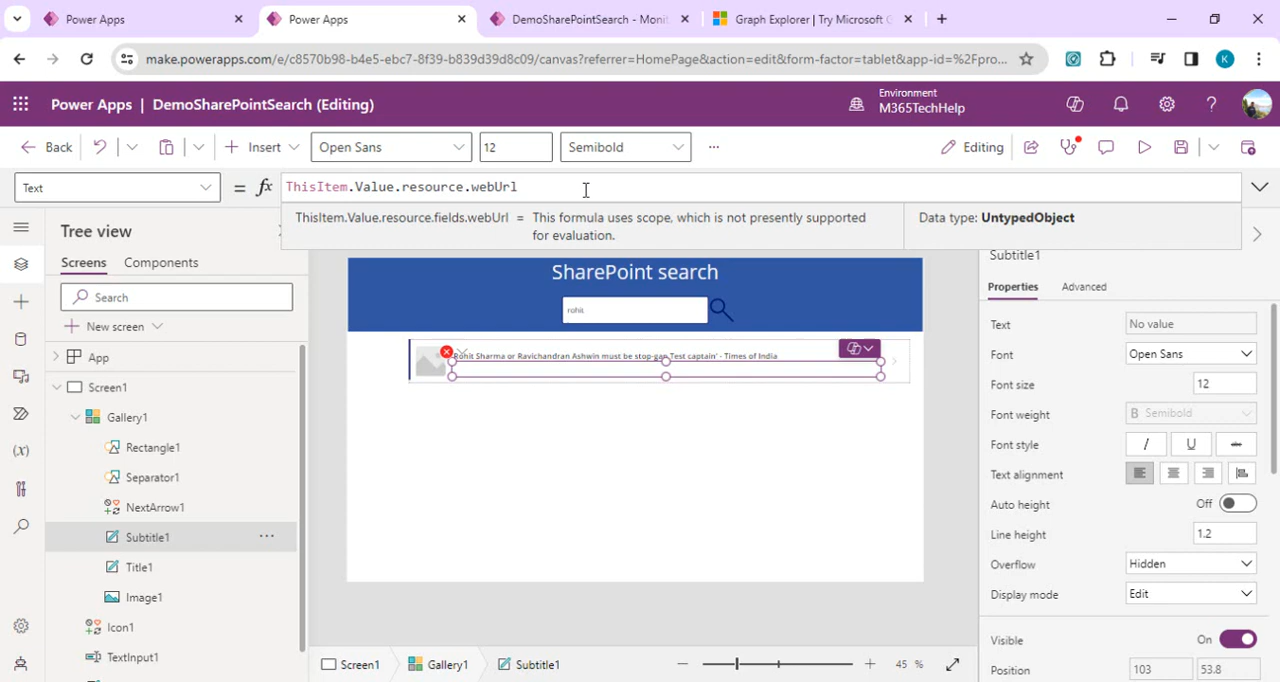 Power Apps
Power Apps
DemoSharePointSearch - Monit
Graph Explorer | Try Microsoft G
make.powerapps.com/e/c8570b98-b4e5-ebc7-8f39-b839d39d8c09/canvas?referrer=HomePage&action=edit&form-factor=tablet&app-id=%2Fpro...
K
Power Apps | DemoSharePointSearch (Editing)
Environment
M365TechHelp
Back
Insert
Open Sans
12
Semibold
Editing
Text
= fx
ThisItem.Value.resource.webUrl
ThisItem.Value.resource.fields.webUrl = This formula uses scope, which is not presently supported for evaluation.
Data type: UntypedObject
Tree view
Screens
Components
Search
New screen
App
Screen1
Gallery1
Rectangle1
Separator1
NextArrow1
Subtitle1
Title1
Image1
Icon1
TextInput1
SharePoint search
rohit
Rohit Sharma or Ravichandran Ashwin must be stop-gap Test captain' - Times of India
Screen1
Gallery1
Subtitle1
45 %
Subtitle1
Properties
Advanced
Text
No value
Font
Open Sans
Font size
12
Font weight
B Semibold
Font style
/ U abc
Text alignment
Auto height
Off
Line height
1.2
Overflow
Hidden
Display mode
Edit
Visible
On
Position
103
53.8